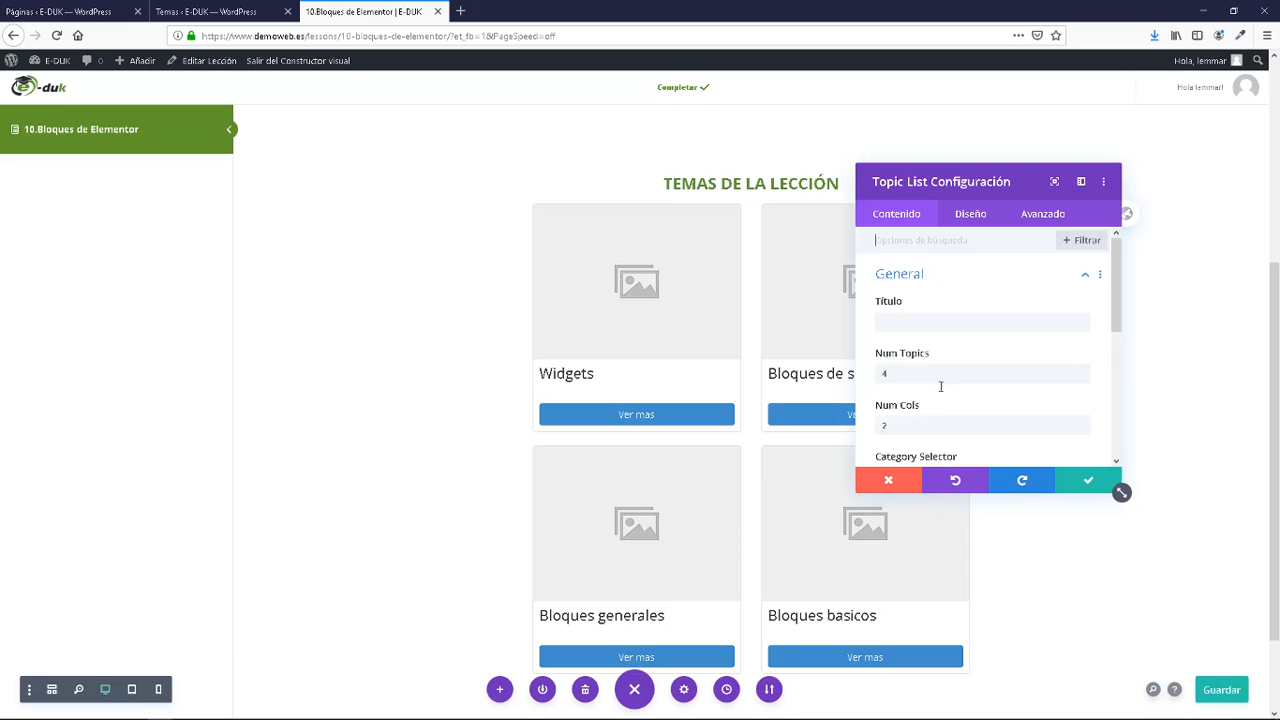 Páginas ‹ E-DUK — WordPress
Temas ‹ E-DUK — WordPress
10.Bloques de Elementor | E-DUK
https://www.demoweb.es/lessons/10-bloques-de-elementor/?et_fb=1&PageSpeed=off
E-DUK
0
Añadir
Editar Lección
Salir del Constructor visual
Hola, lemmar
e-duk
Completar
Hola lemmar!
10.Bloques de Elementor
TEMAS DE LA LECCIÓN
Topic List Configuración
Contenido
Diseño
Avanzado
Opciones de búsqueda
+ Filtrar
General
Título
Num Topics
4
Num Cols
2
Category Selector
Widgets
Bloques de s
Ver mas
Ve
Bloques generales
Bloques basicos
Ver mas
Ver mas
Guardar